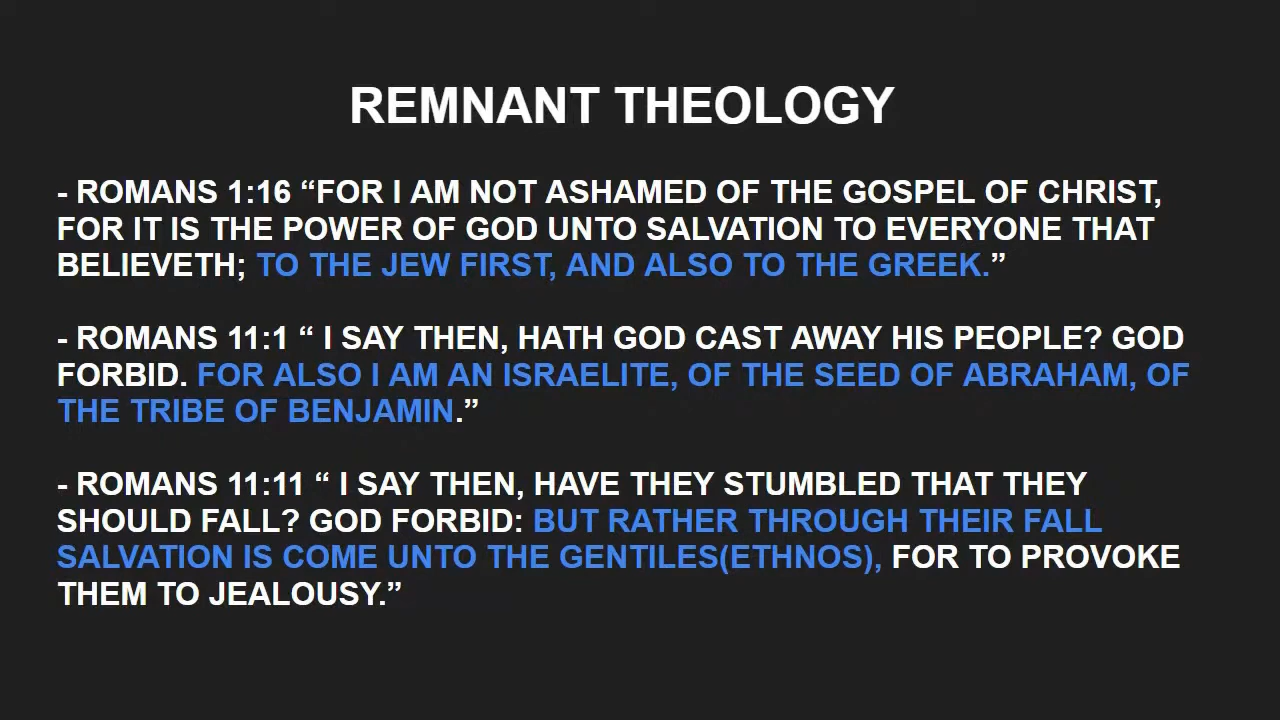 REMNANT THEOLOGY
- ROMANS 1:16 “FOR I AM NOT ASHAMED OF THE GOSPEL OF CHRIST,
FOR IT IS THE POWER OF GOD UNTO SALVATION TO EVERYONE THAT
BELIEVETH; TO THE JEW FIRST, AND ALSO TO THE GREEK.”
- ROMANS 11:1 “ I SAY THEN, HATH GOD CAST AWAY HIS PEOPLE? GOD
FORBID. FOR ALSO I AM AN ISRAELITE, OF THE SEED OF ABRAHAM, OF
THE TRIBE OF BENJAMIN.”
- ROMANS 11:11 “ I SAY THEN, HAVE THEY STUMBLED THAT THEY
SHOULD FALL? GOD FORBID: BUT RATHER THROUGH THEIR FALL
SALVATION IS COME UNTO THE GENTILES(ETHNOS), FOR TO PROVOKE
THEM TO JEALOUSY.”